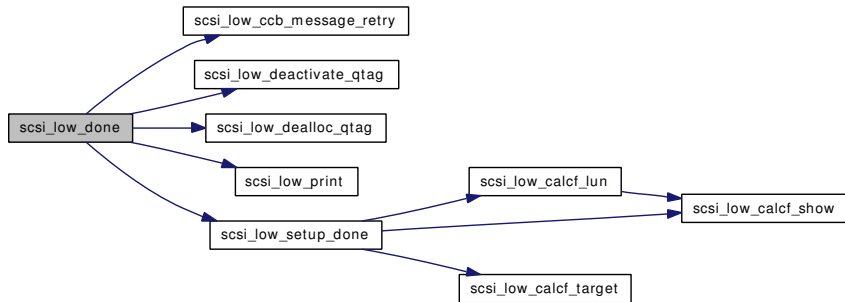 scsi_low_ccb_message_retry
scsi_low_deactivate_qtag
scsi_low_done
scsi_low_dealloc_qtag
scsi_low_print
scsi_low_calcf_lun
scsi_low_calcf_show
scsi_low_setup_done
scsi_low_calcf_target